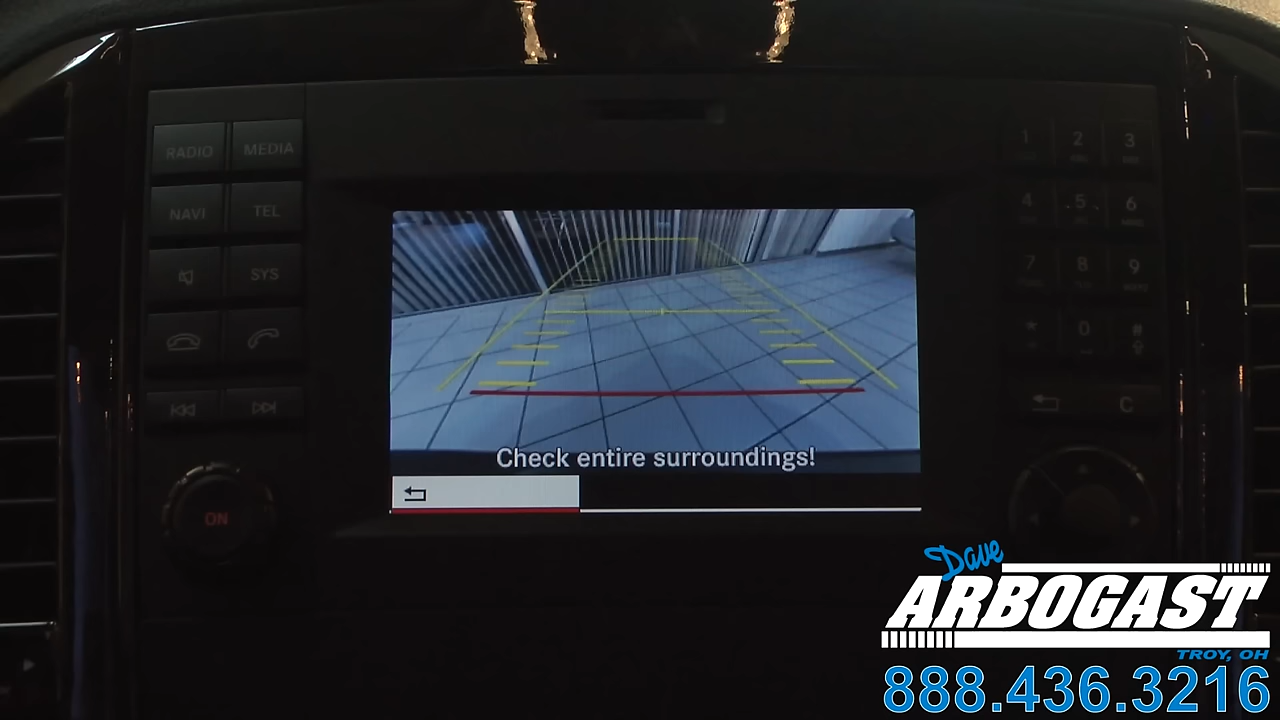 RADIO MEDIA
NAVI TEL
SYS
ON
Check entire surroundings!
1 2 3
4 5 6
7 8 9
* 0 #
C
Dave
ARBOGAST
TROY, OH
888.436.3216